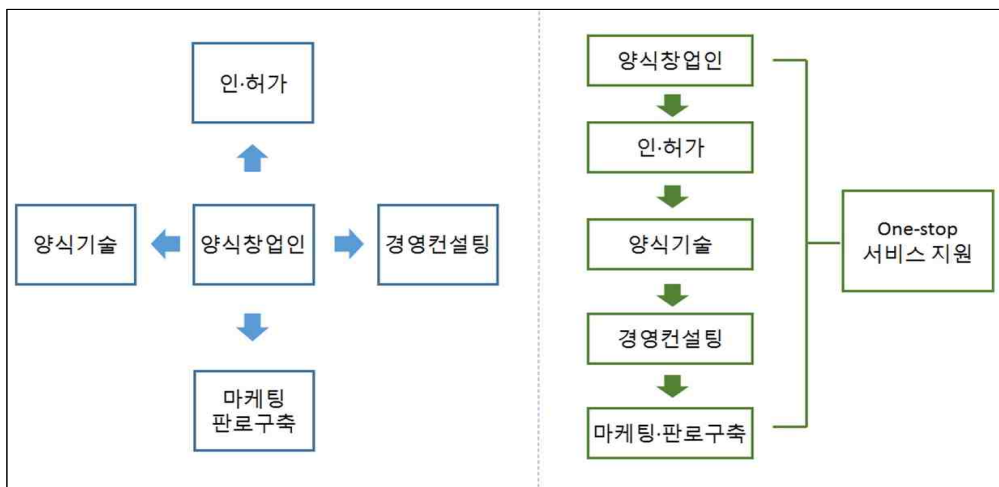 인·허가
양식기술
양식창업인
경영컨설팅
마케팅
판로구축
양식창업인
인·허가
양식기술
경영컨설팅
마케팅·판로구축
One-stop
서비스 지원